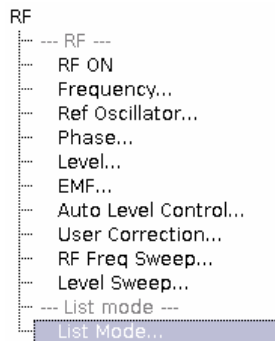 RF
--- RF ---
RF ON
Frequency...
Ref Oscillator...
Phase...
Level...
EMF...
Auto Level Control...
User Correction...
RF Freq Sweep...
Level Sweep...
--- List mode ---
List Mode...